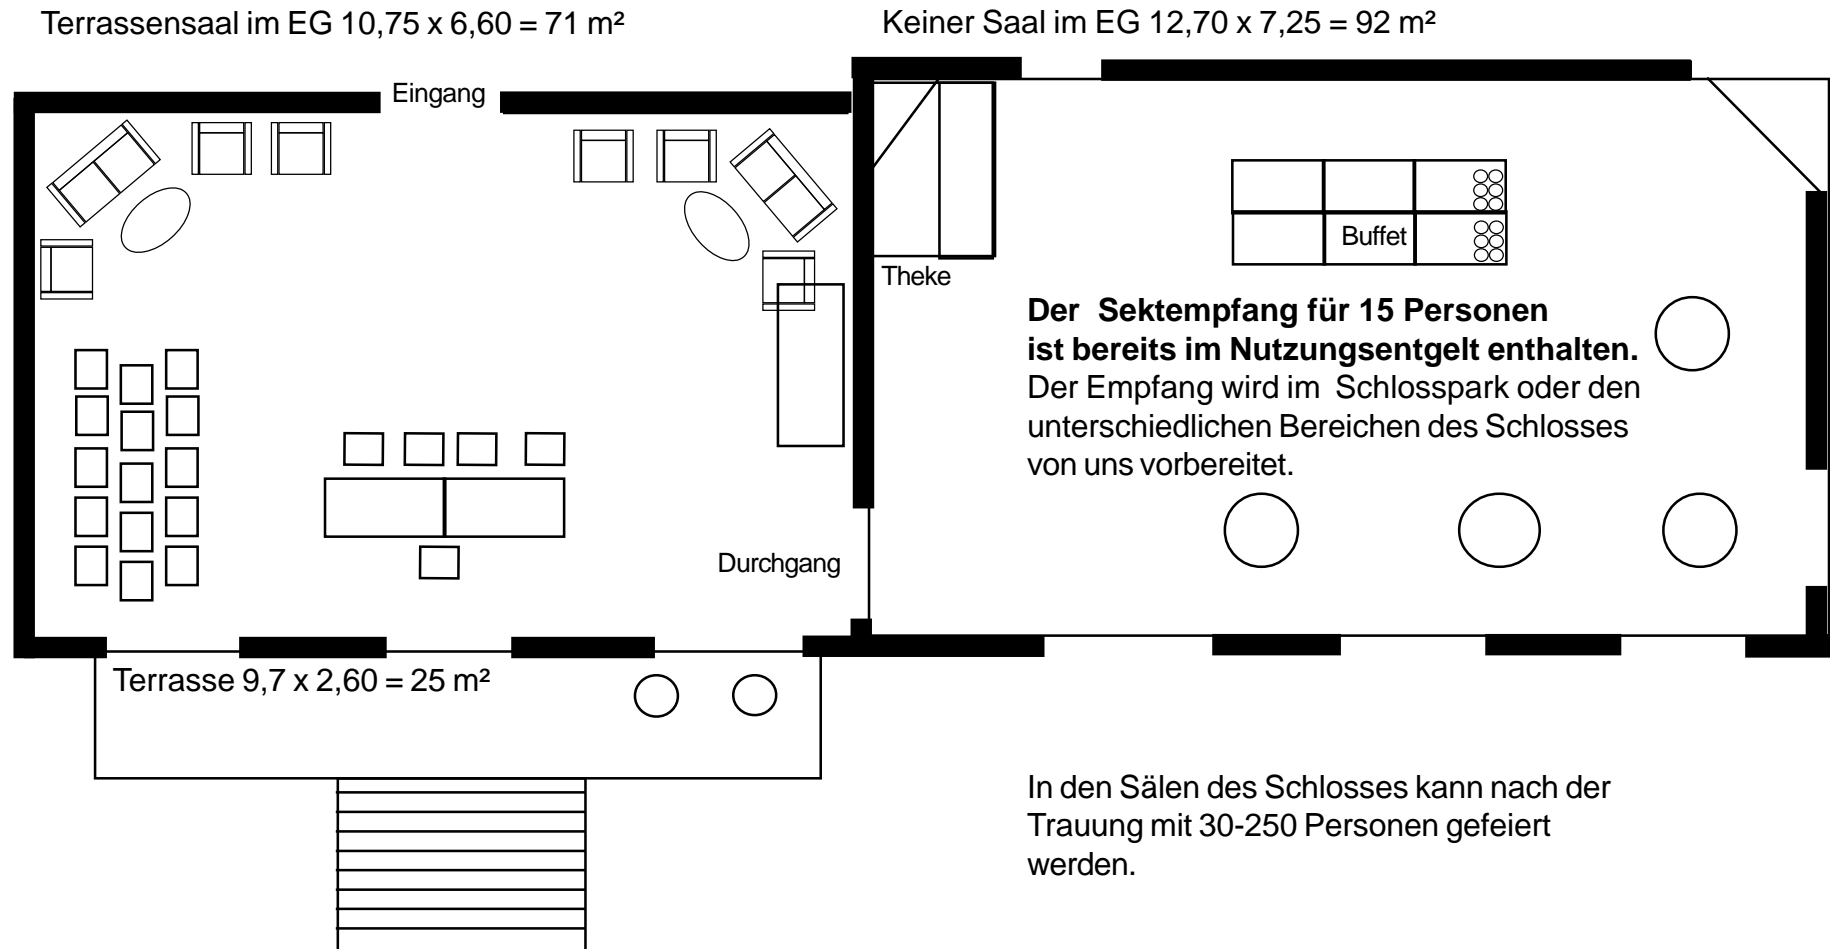 Terrassensaal im EG 10,75 x 6,60 = 71 m²
Keiner Saal im EG 12,70 x 7,25 = 92 m²
Eingang
Buffet
Theke
Der Sektempfang für 15 Personen
ist bereits im Nutzungsentgelt enthalten.
Der Empfang wird im Schlosspark oder den
unterschiedlichen Bereichen des Schlosses
von uns vorbereitet.
Durchgang
Terrasse 9,7 x 2,60 = 25 m²
In den Sälen des Schlosses kann nach der
Trauung mit 30-250 Personen gefeiert
werden.